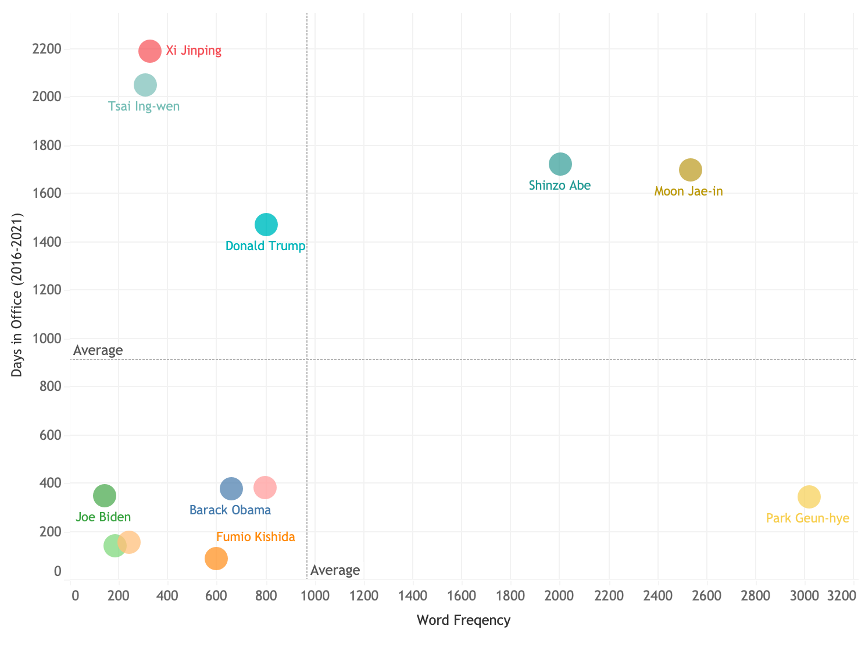 2200
Xi Jinping
2000
Tsai Ing-wen
1800
Shinzo Abe
Moon Jae-in
1600
1400
Donald Trump
1200
1000
Average
800
600
400
Joe Biden
Barack Obama
Park Geun-hye
200
Fumio Kishida
0
Average
Days in Office (2016-2021)
0 200 400 600 800 1000 1200 1400 1600 1800 2000 2200 2400 2600 2800 3000 3200
Word Freqency